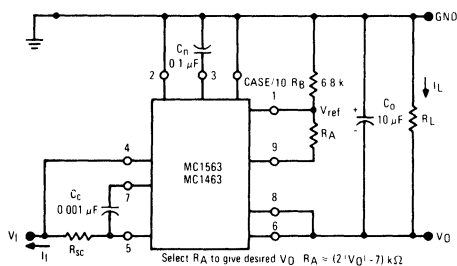 GND
Cn
0 1 µF
2
3
CASE/10
RB
6 8 k
1
Vref
RA
Co
10 µF
+
-
IL
RL
4
7
9
MC1563
MC1463
Cc
0 001 µF
8
6
VI
II
Rsc
5
VO
Select RA to give desired VO RA ≈ (2|VO| -7) kΩ